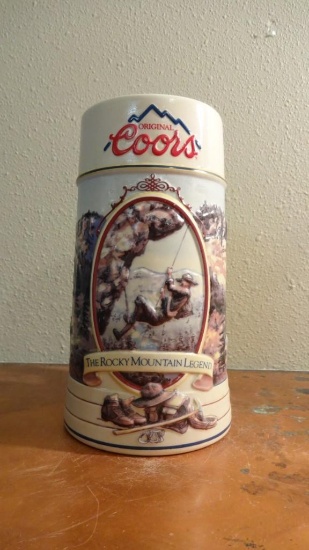 ORIGINAL
Coors
THE ROCKY MOUNTAIN LEGEND